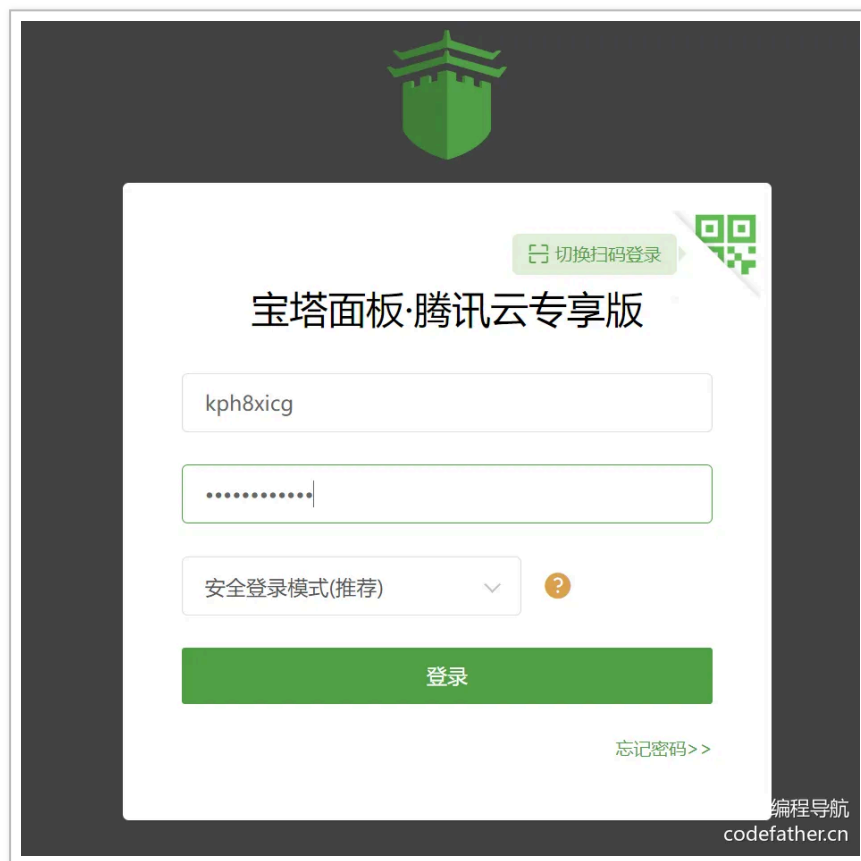 切换扫码登录
宝塔面板·腾讯云专享版
kph8xicg
••••••••••••
安全登录模式(推荐)
?
登录
忘记密码>>
编程导航
codefather.cn